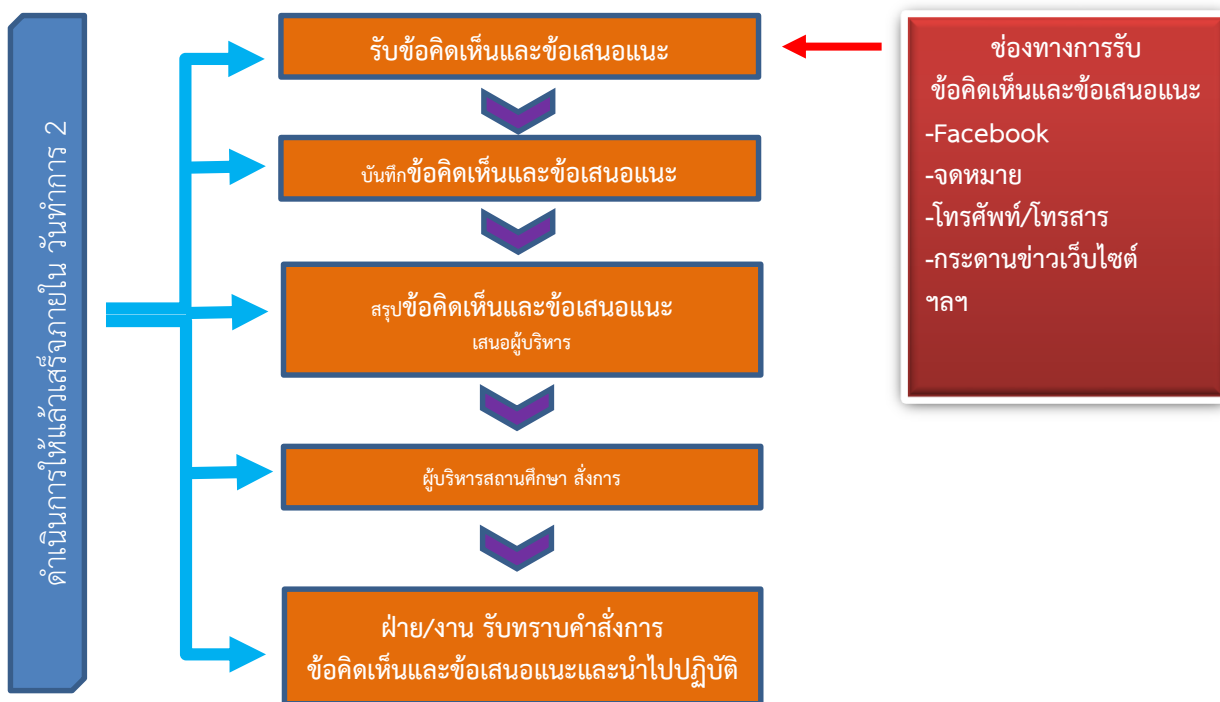 ดำเนินการให้แล้วเสร็จภายใน วันทำการ 2
รับข้อคิดเห็นและข้อเสนอแนะ
บันทึกข้อคิดเห็นและข้อเสนอแนะ
สรุปข้อคิดเห็นและข้อเสนอแนะ
เสนอผู้บริหาร
ผู้บริหารสถานศึกษา สั่งการ
ฝ่าย/งาน รับทราบคำสั่งการ
ข้อคิดเห็นและข้อเสนอแนะและนำไปปฏิบัติ
ช่องทางการรับ
ข้อคิดเห็นและข้อเสนอแนะ
-Facebook
-จดหมาย
-โทรศัพท์/โทรสาร
-กระดานข่าวเว็บไซต์
ฯลฯ